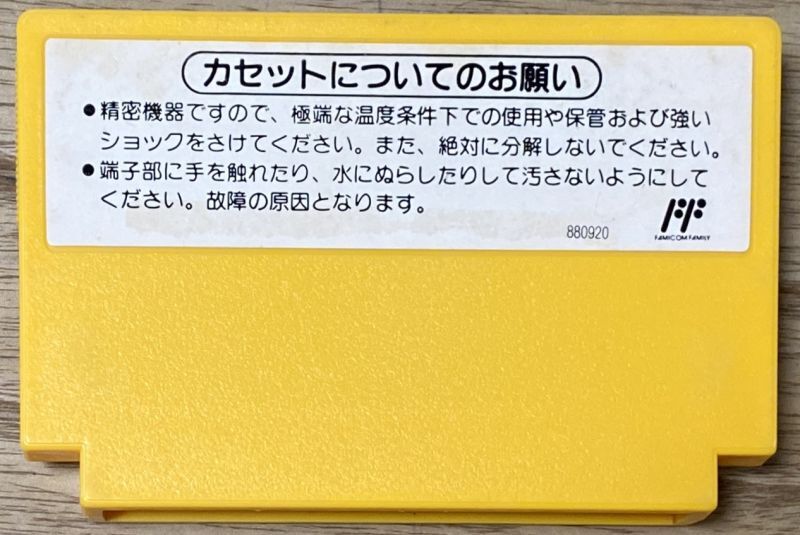 カセットについてのお願い
●精密機器ですので、極端な温度条件下での使用や保管および強い
ショックをさけてください。また、絶対に分解しないでください。
●端子部に手を触れたり、水にぬらしたりして汚さないようにして
ください。故障の原因となります。
880920
FAMICOM FAMILY